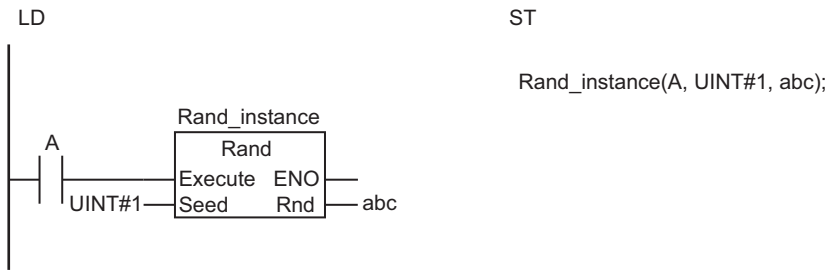 LD
ST
Rand_instance(A, UINT#1, abc);
Rand_instance
A
Rand
Execute ENO
UINT#1 Seed Rnd abc